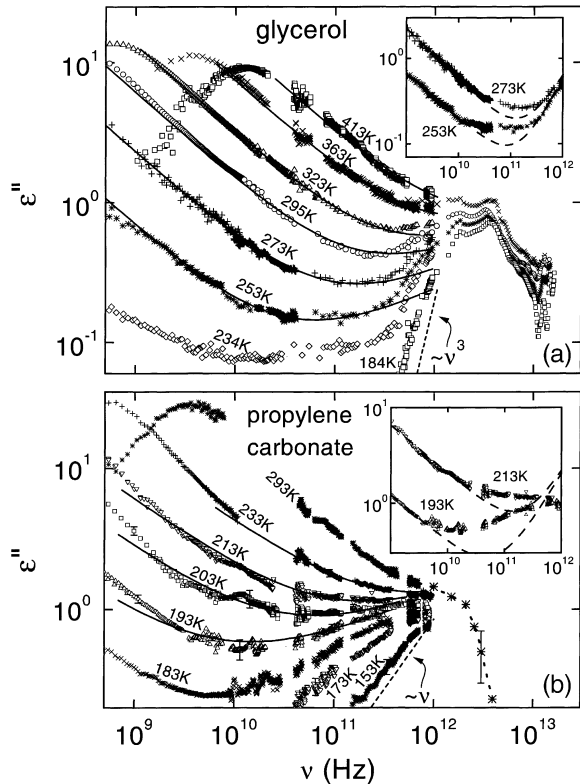 glycerol
10¹
10⁰
10⁻¹
ε"
413K
363K
323K
295K
273K
253K
234K
184K
~ν³
(a)
10⁰
10⁻¹
273K
253K
10¹⁰
10¹¹
10¹²
propylene
carbonate
10¹
10⁰
ε"
293K
233K
213K
203K
193K
183K
173K
153K
~ν
(b)
10¹
10⁰
213K
193K
10¹⁰
10¹¹
10¹²
10⁹
10¹⁰
10¹¹
10¹²
10¹³
ν (Hz)